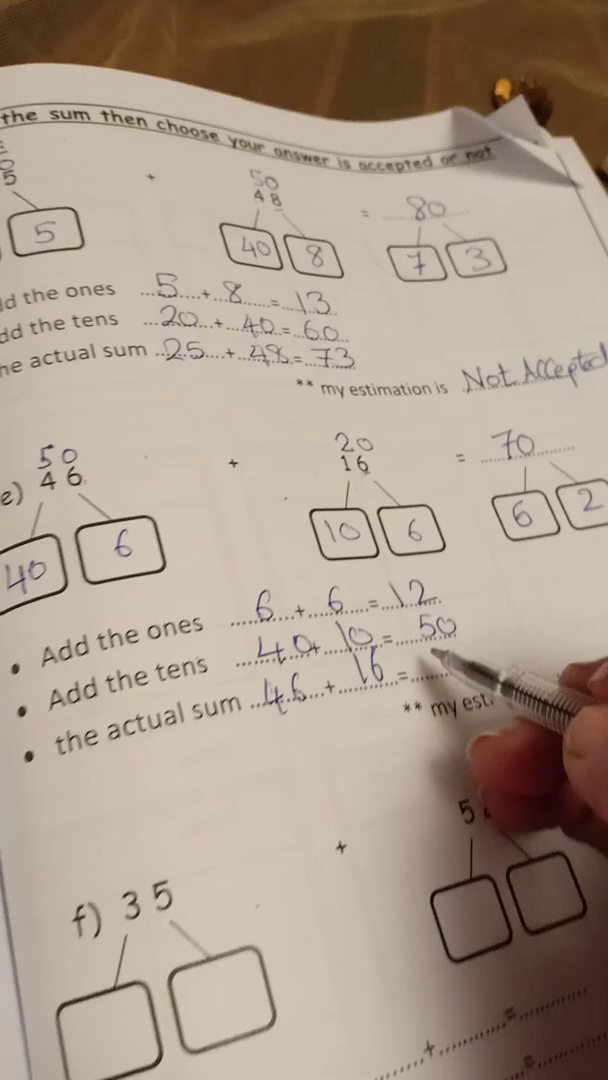 the sum then choose your answer is accepted or not
5 + 50
48 = 80
5 40 8 7 3
dd the ones 5 + 8 = 13
dd the tens 20 + 40 = 60
he actual sum 25 + 48 = 73
** my estimation is Not Accepted
e) 50
46 + 20
16 = 70
40 6 10 6 6 2
• Add the ones 6 + 6 = 12
• Add the tens 40 + 10 = 50
• the actual sum 46 + 16 =
** my est
f) 35 + 5
+ =
=